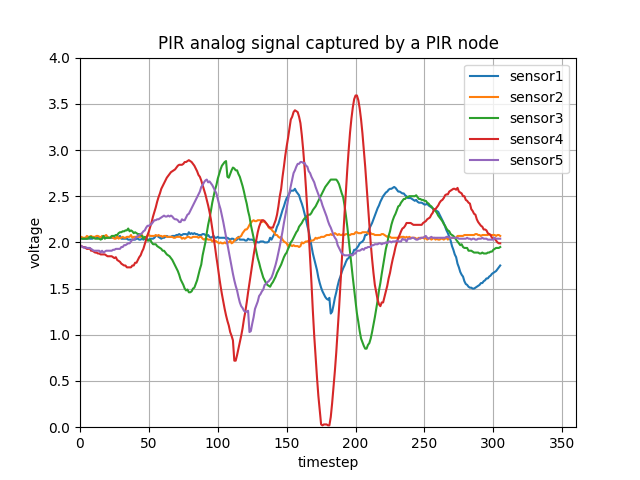 PIR analog signal captured by a PIR node
4.0
3.5
3.0
2.5
2.0
1.5
1.0
0.5
0.0
voltage
sensor1
sensor2
sensor3
sensor4
sensor5
0 50 100 150 200 250 300 350
timestep